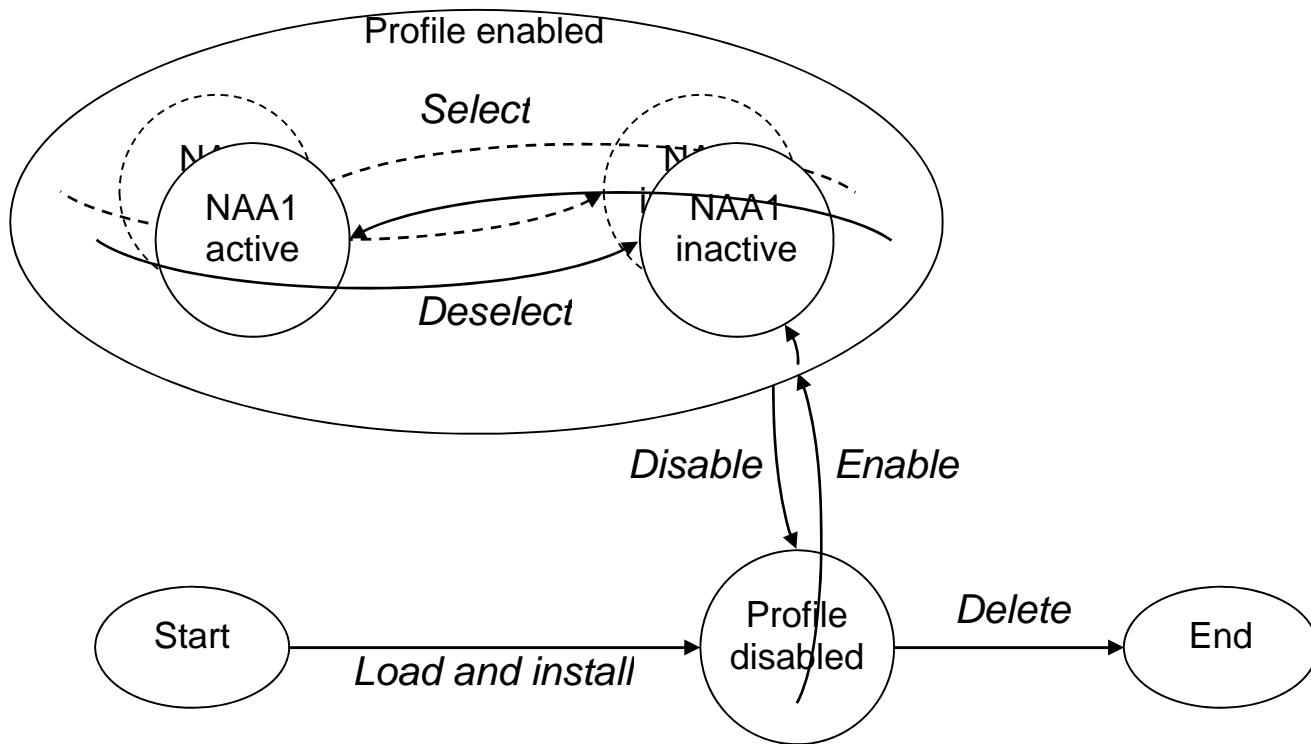 Profile enabled
Select
NAA1
active
NAA1
inactive
Deselect
Disable
Enable
Start
Load and install
Profile
disabled
Delete
End